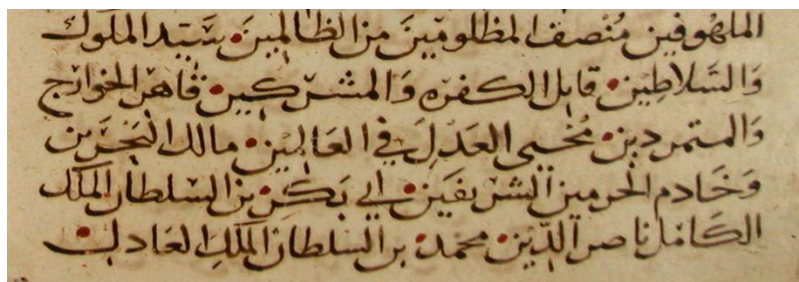 الملهوفين منصف المظلومين من الظالمين سيد الملوك
والسلاطين قاتل الكفره والمشركين قاهر الخوارج
والمتمردين محيي العدل في العالمين مالك البحرين
وخادم الحرمين الشريفين ابي بكر بن السلطان الملك
الكامل ناصر الدين محمد بن السلطان الملك العادل